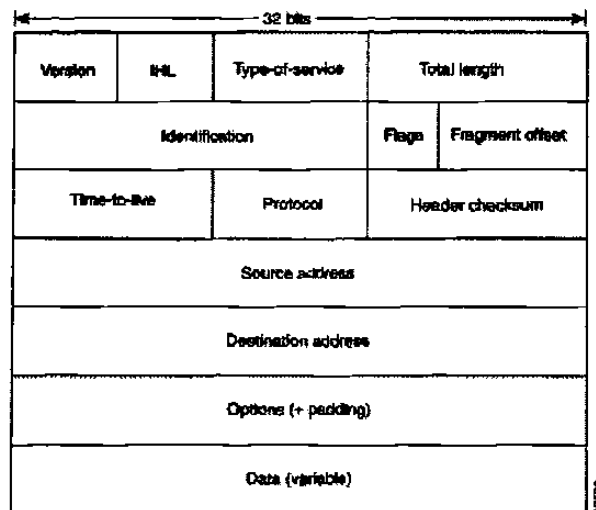 32 bits
Version IHL Type-of-service Total length
Identification Flags Fragment offset
Time-to-live Protocol Header checksum
Source address
Destination address
Options (+ padding)
Data (variable)